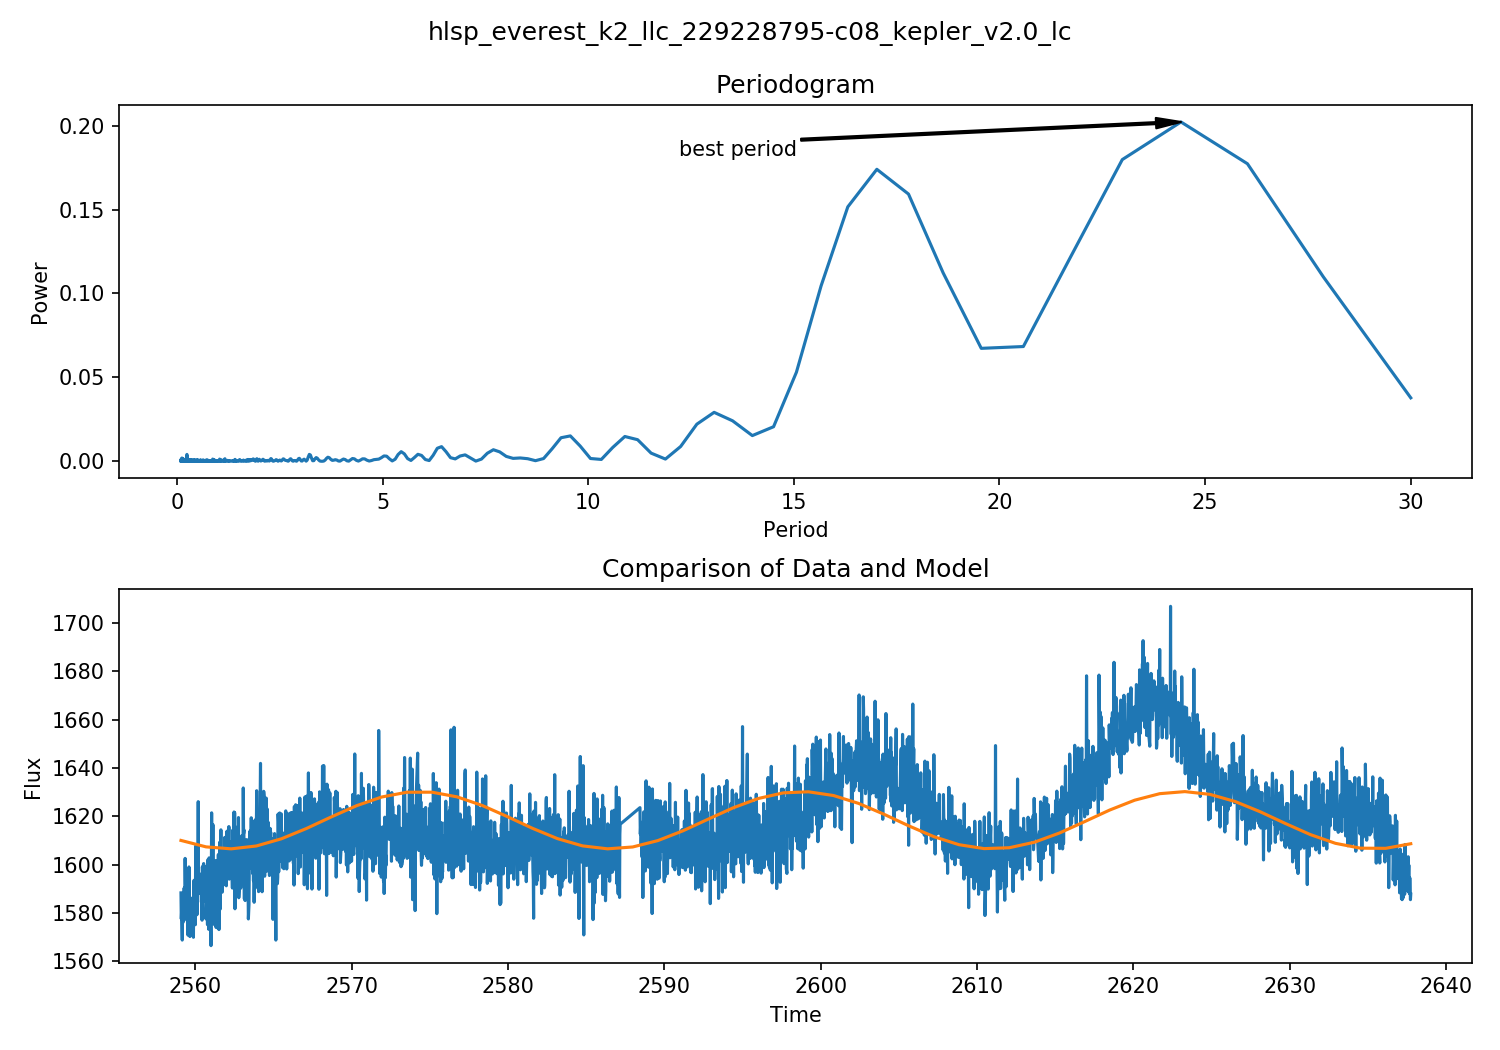 hlsp_everest_k2_llc_229228795-c08_kepler_v2.0_lc
Periodogram
0.20
0.15
0.10
0.05
0.00
Power
best period
0 5 10 15 20 25 30
Period
Comparison of Data and Model
1700
1680
1660
1640
1620
1600
1580
1560
Flux
2560 2570 2580 2590 2600 2610 2620 2630 2640
Time